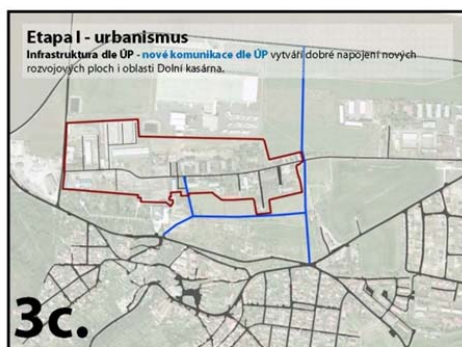 Etapa I - urbanismus
Infrastruktura dle ÚP - nové komunikace dle ÚP vytváří dobré napojení nových
rozvojových ploch i oblasti Dolní kasárna.
3c.